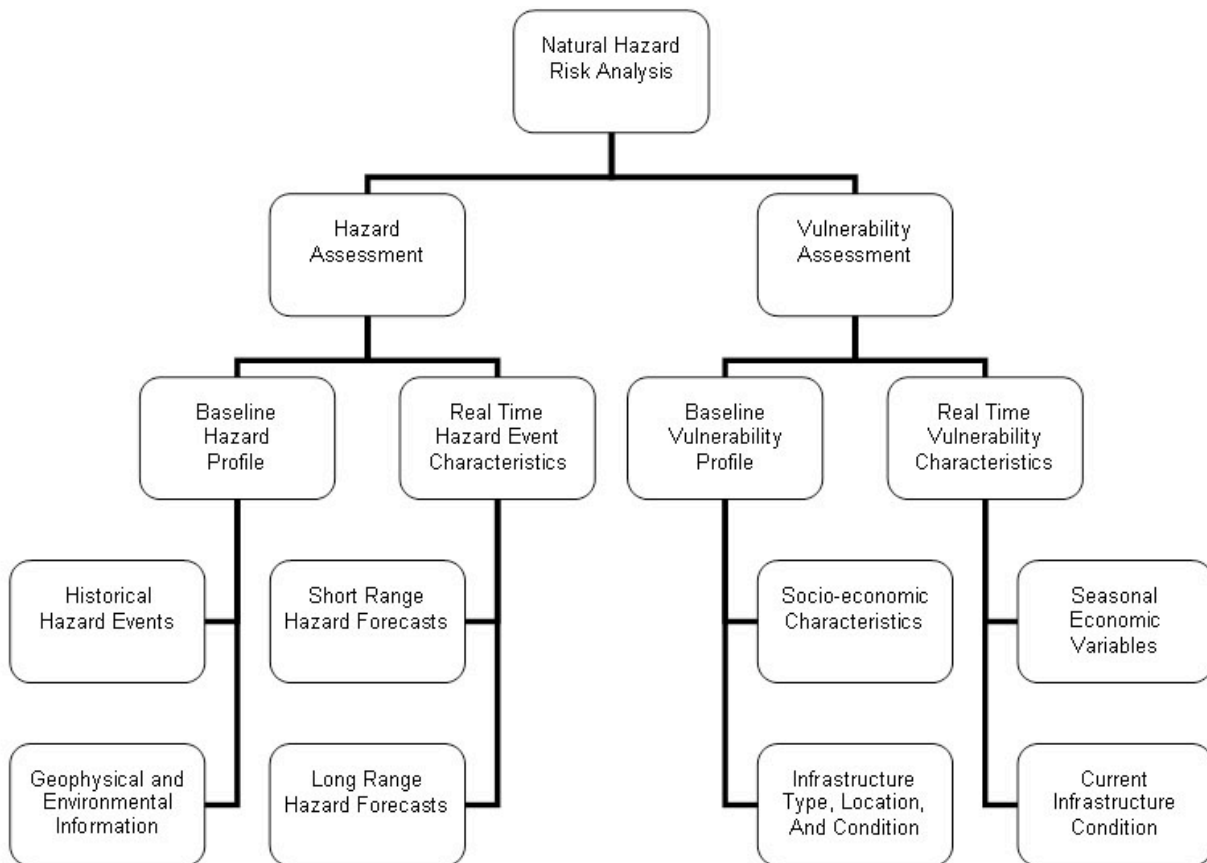 Natural Hazard
Risk Analysis
Hazard
Assessment
Vulnerability
Assessment
Baseline
Hazard
Profile
Real Time
Hazard Event
Characteristics
Baseline
Vulnerability
Profile
Real Time
Vulnerability
Characteristics
Historical
Hazard Events
Short Range
Hazard Forecasts
Socio-economic
Characteristics
Seasonal
Economic
Variables
Geophysical and
Environmental
Information
Long Range
Hazard Forecasts
Infrastructure
Type, Location,
And Condition
Current
Infrastructure
Condition